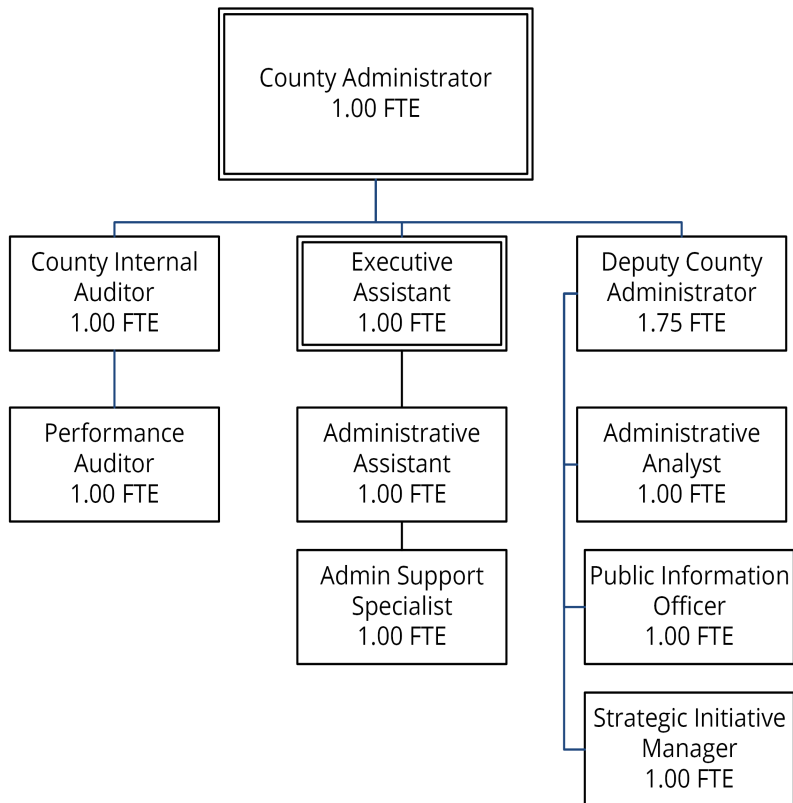 County Administrator
1.00 FTE
County Internal
Auditor
1.00 FTE
Executive
Assistant
1.00 FTE
Deputy County
Administrator
1.75 FTE
Performance
Auditor
1.00 FTE
Administrative
Assistant
1.00 FTE
Administrative
Analyst
1.00 FTE
Admin Support
Specialist
1.00 FTE
Public Information
Officer
1.00 FTE
Strategic Initiative
Manager
1.00 FTE